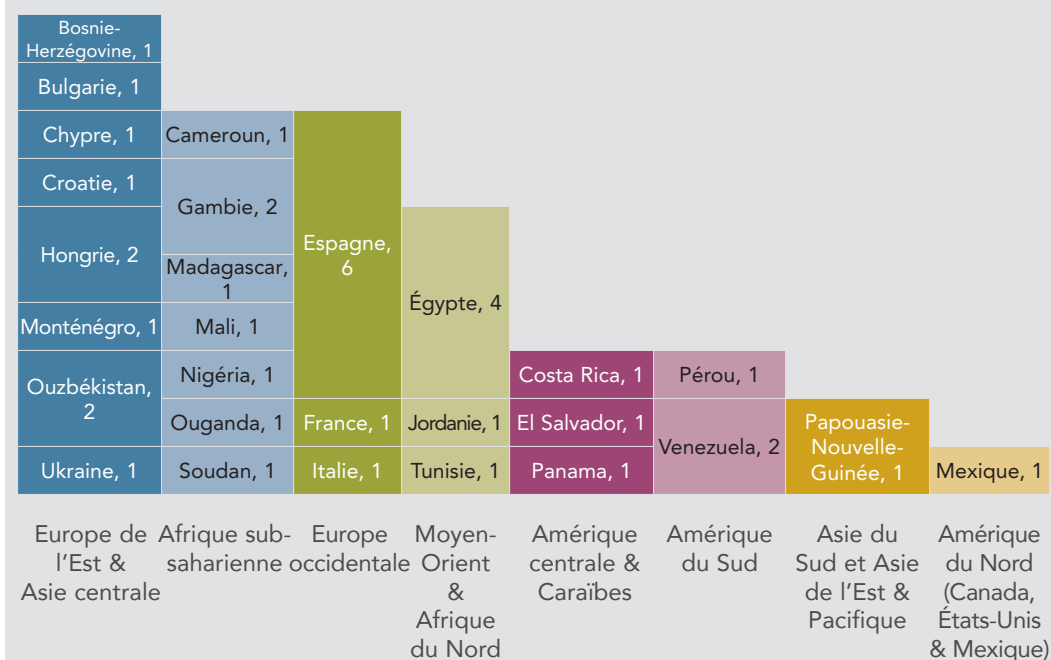 Bosnie-
Herzégovine, 1
Bulgarie, 1
Chypre, 1
Croatie, 1
Hongrie, 2
Monténégro, 1
Ouzbékistan,
2
Ukraine, 1
Europe de
l'Est &
Asie centrale
Cameroun, 1
Gambie, 2
Madagascar,
1
Mali, 1
Nigéria, 1
Ouganda, 1
Soudan, 1
Afrique sub-
saharienne
Espagne,
6
France, 1
Italie, 1
Europe
occidentale
Égypte, 4
Jordanie, 1
Tunisie, 1
Moyen-
Orient
&
Afrique
du Nord
Costa Rica, 1
El Salvador, 1
Panama, 1
Amérique
centrale &
Caraïbes
Pérou, 1
Venezuela, 2
Amérique
du Sud
Papouasie-
Nouvelle-
Guinée, 1
Asie du
Sud et Asie
de l'Est &
Pacifique
Mexique, 1
Amérique
du Nord
(Canada,
États-Unis
& Mexique)